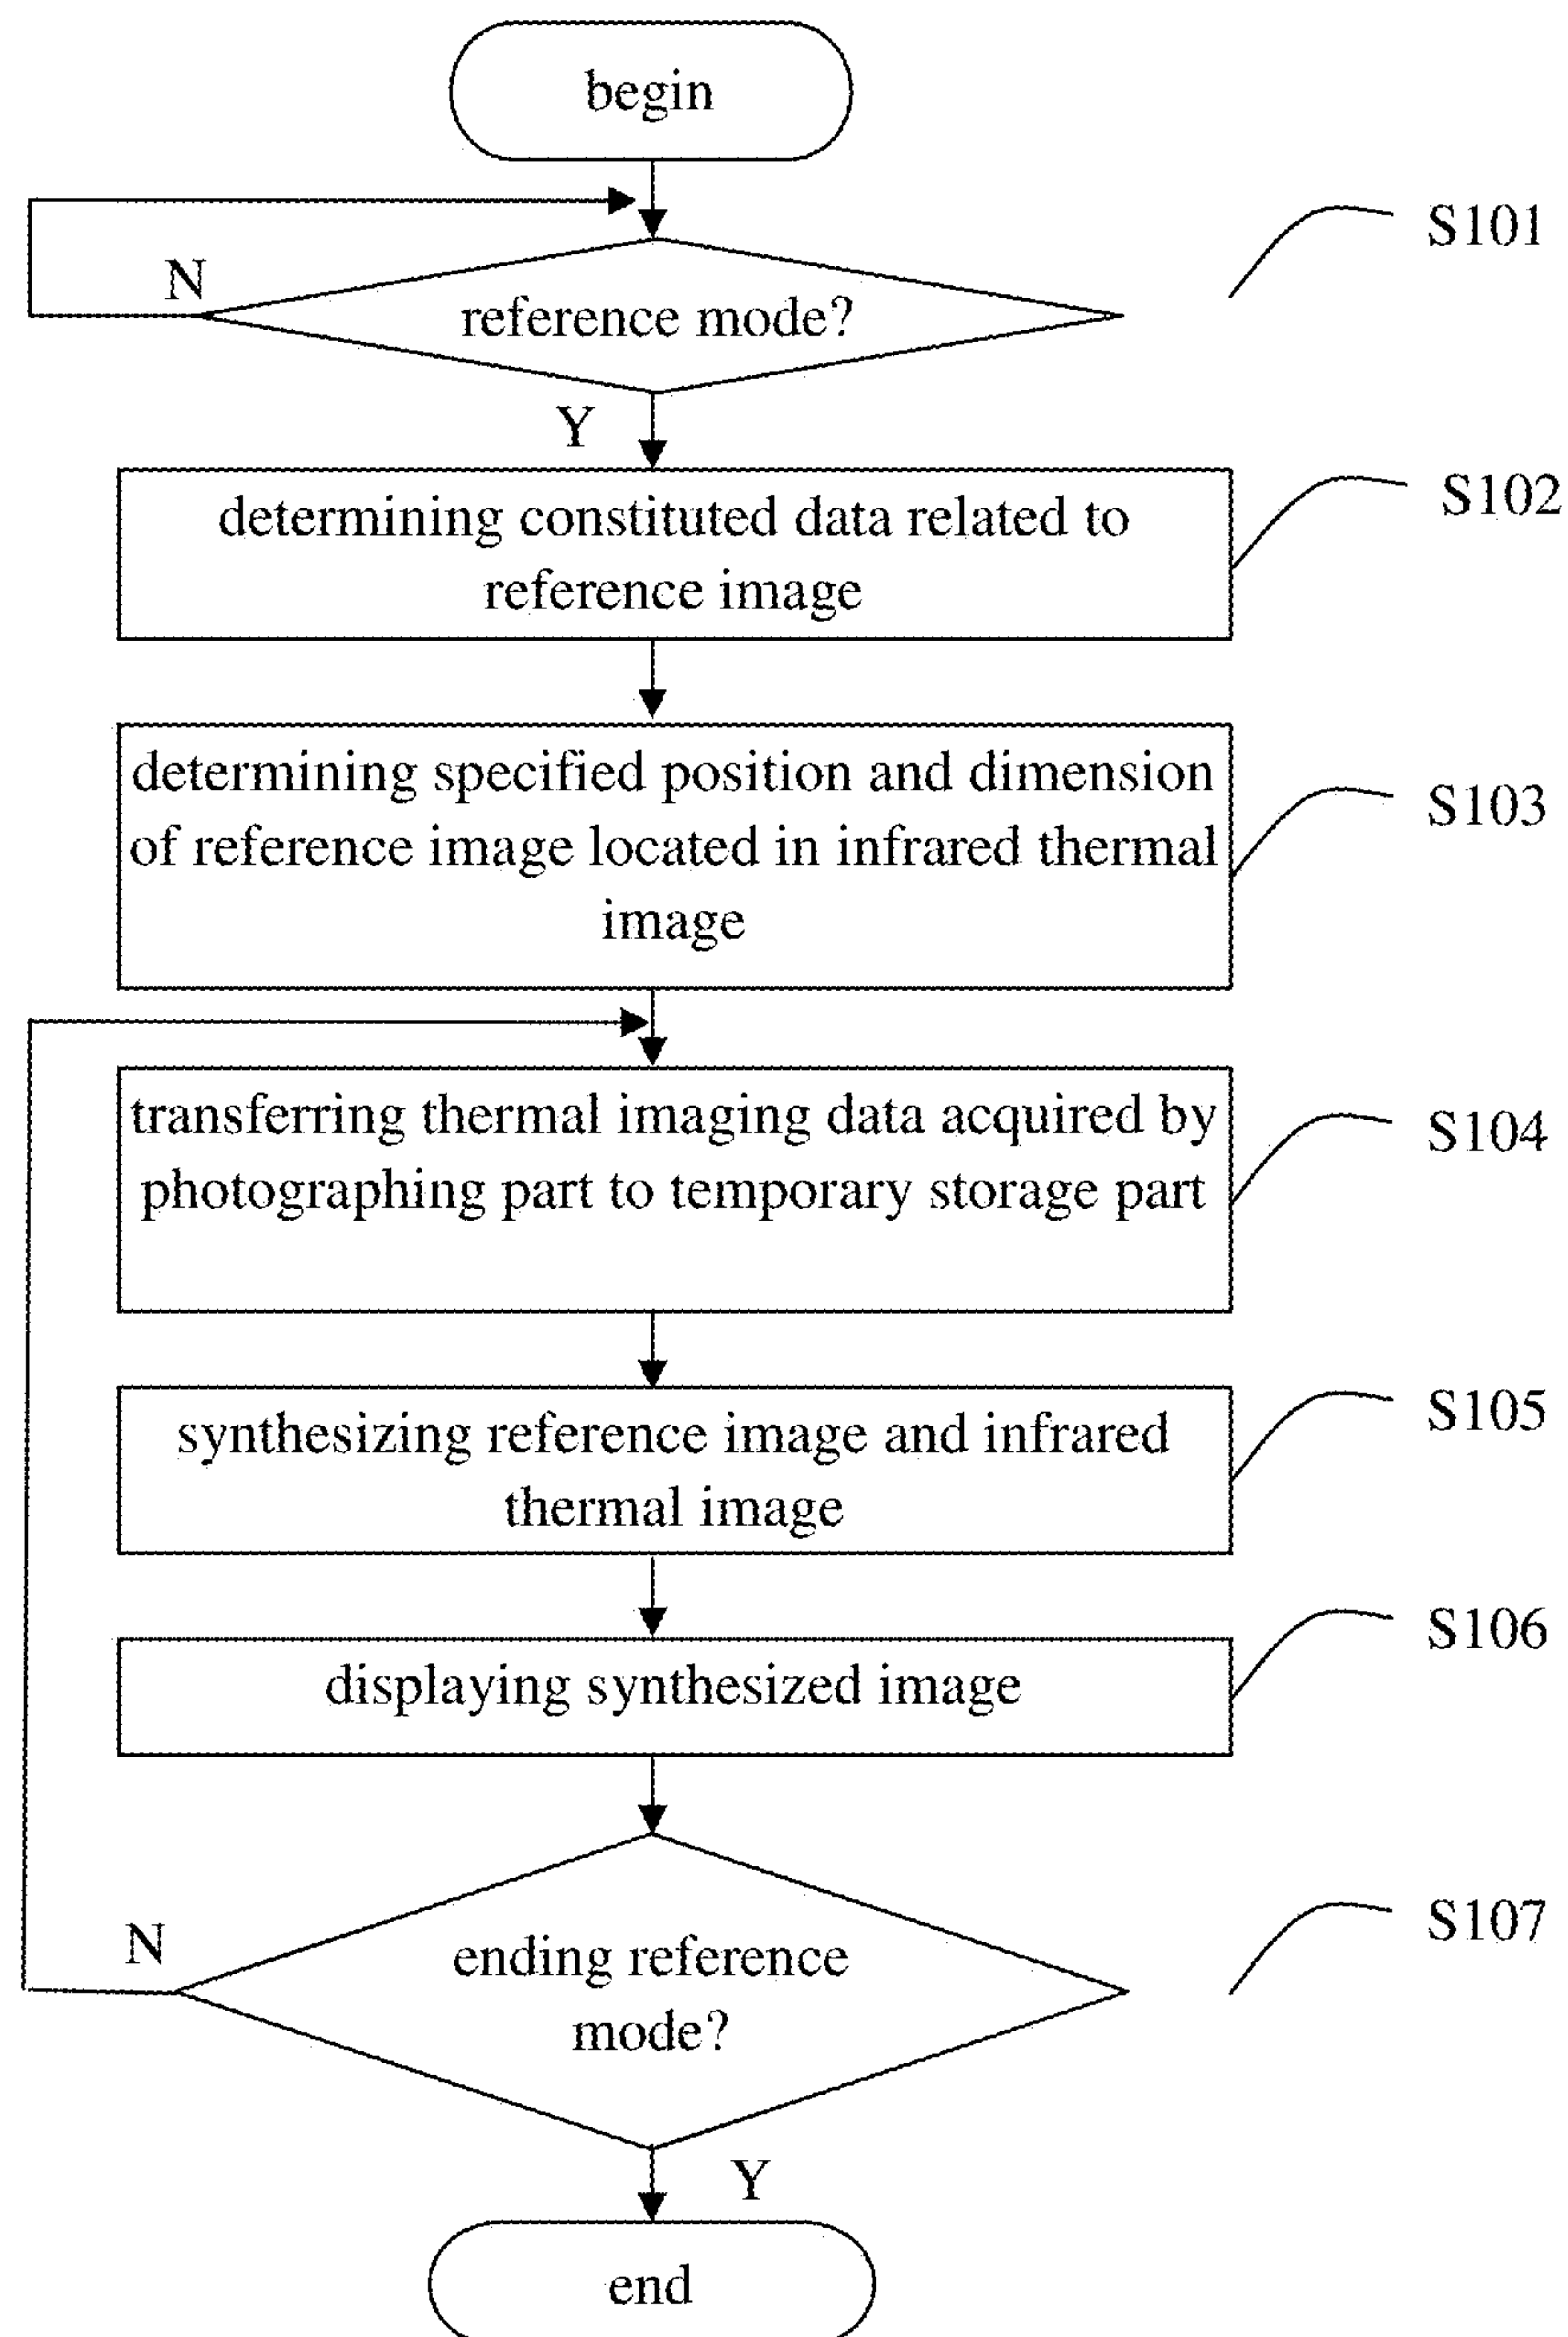 begin
S101
N
reference mode?
Y
S102
determining constituted data related to
reference image
determining specified position and dimension
S103
of reference image located in infrared thermal
image
transferring thermal imaging data acquired by
S104
photographing part to temporary storage part
S105
synthesizing reference image and infrared
thermal image
S106
displaying synthesized image
S107
N
ending reference
mode?
Y
end